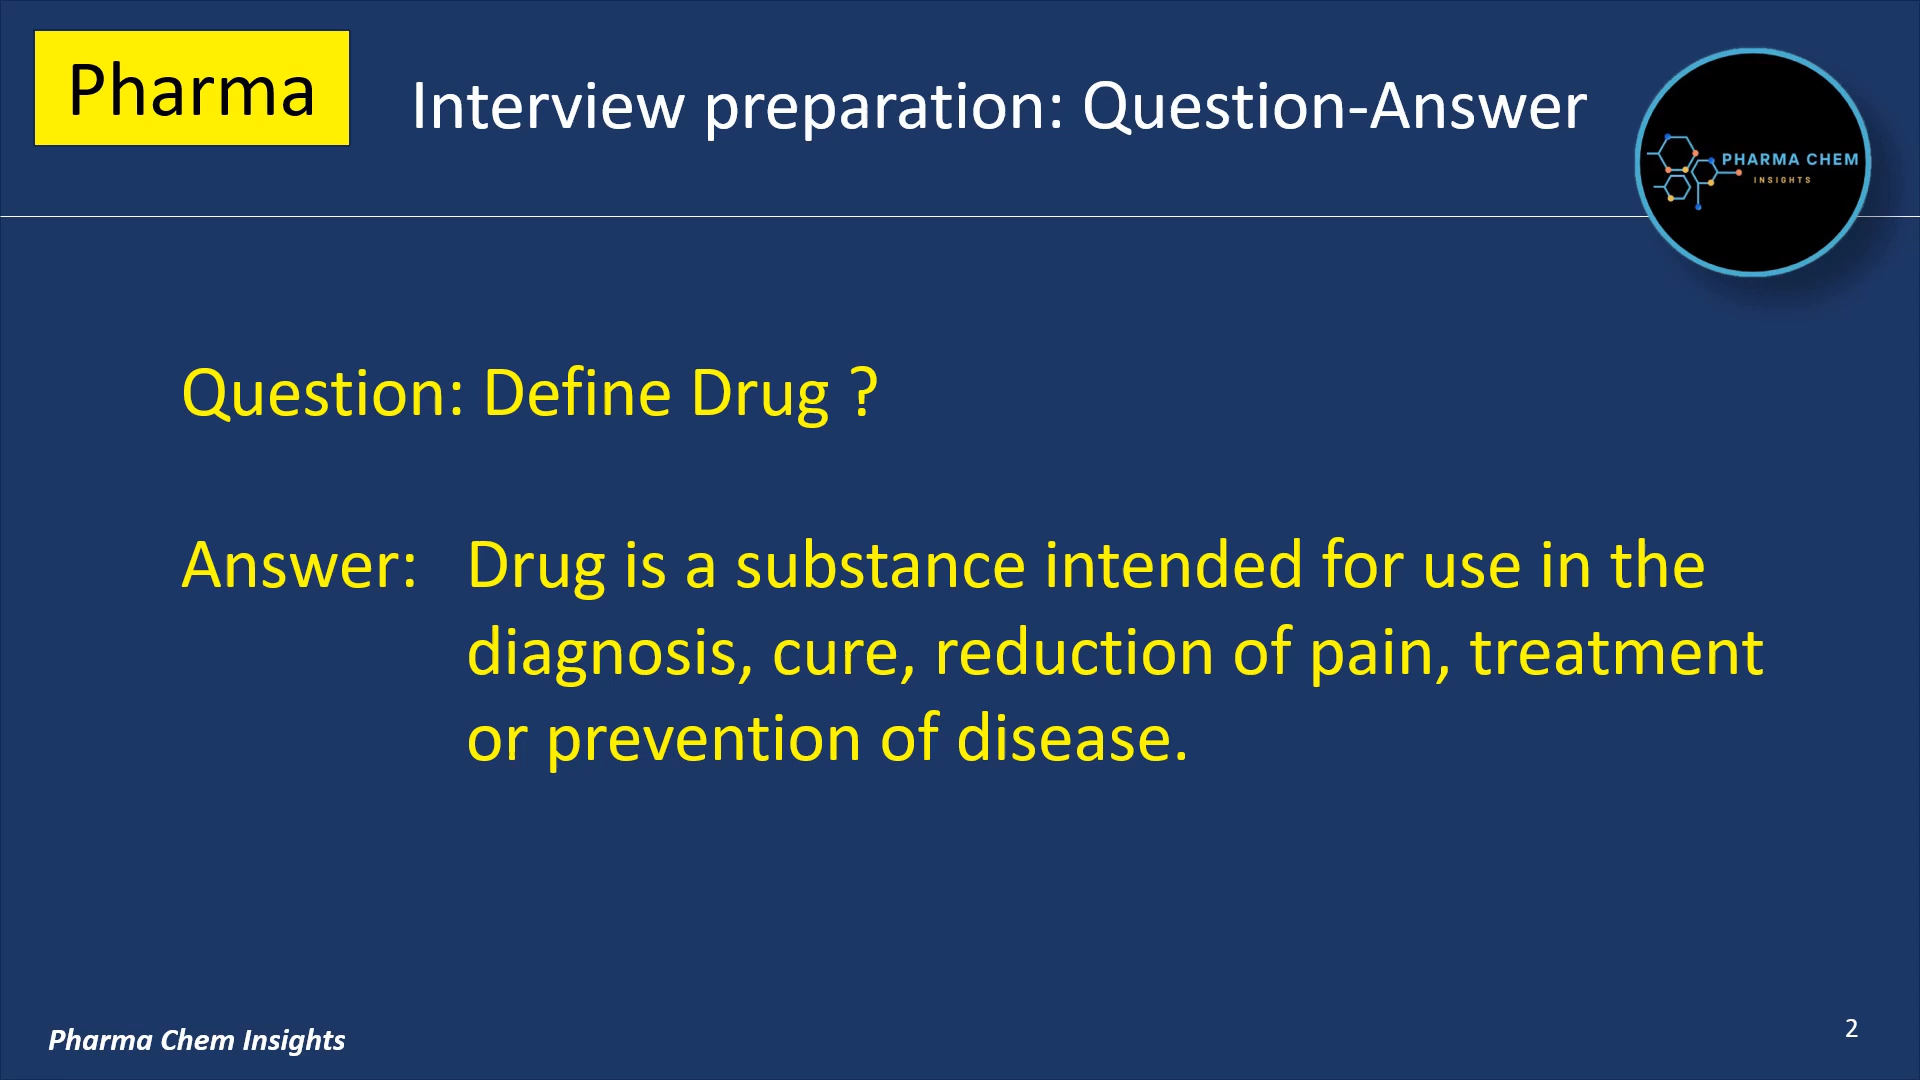 Pharma
Interview preparation: Question-Answer
PHARMA CHEM
INSIGHTS
Question: Define Drug ?
Answer: Drug is a substance intended for use in the
diagnosis, cure, reduction of pain, treatment
or prevention of disease.
Pharma Chem Insights
2